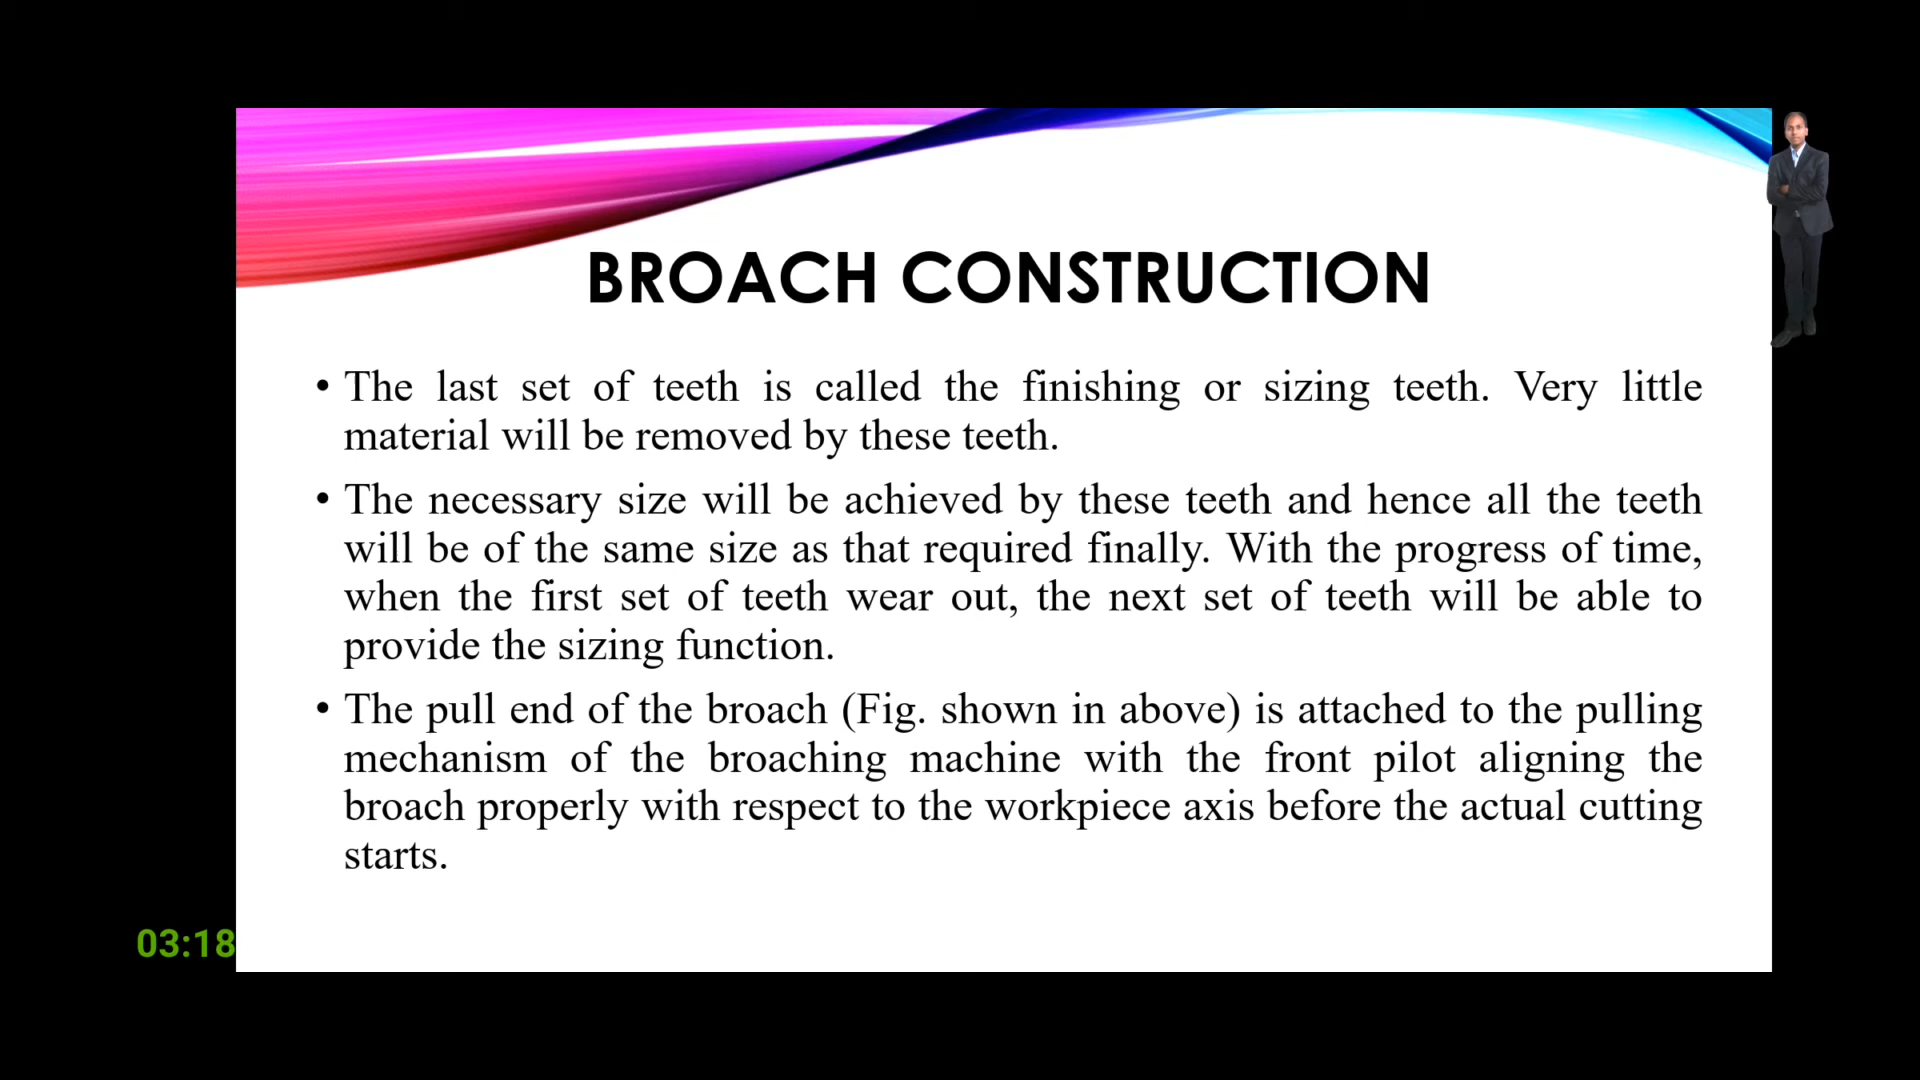 BROACH CONSTRUCTION
• The last set of teeth is called the finishing or sizing teeth. Very little
material will be removed by these teeth.
• The necessary size will be achieved by these teeth and hence all the teeth
will be of the same size as that required finally. With the progress of time,
when the first set of teeth wear out, the next set of teeth will be able to
provide the sizing function.
• The pull end of the broach (Fig. shown in above) is attached to the pulling
mechanism of the broaching machine with the front pilot aligning the
broach properly with respect to the workpiece axis before the actual cutting
starts.
03:18